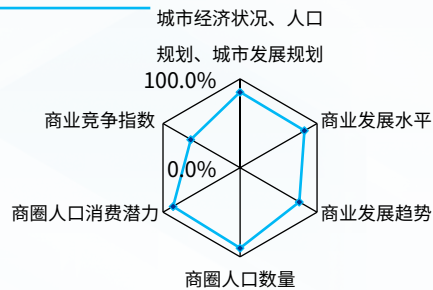 城市经济状况、人口
规划、城市发展规划
100.0%
商业竞争指数
商业发展水平
0.0%
商圈人口消费潜力
商业发展趋势
商圈人口数量